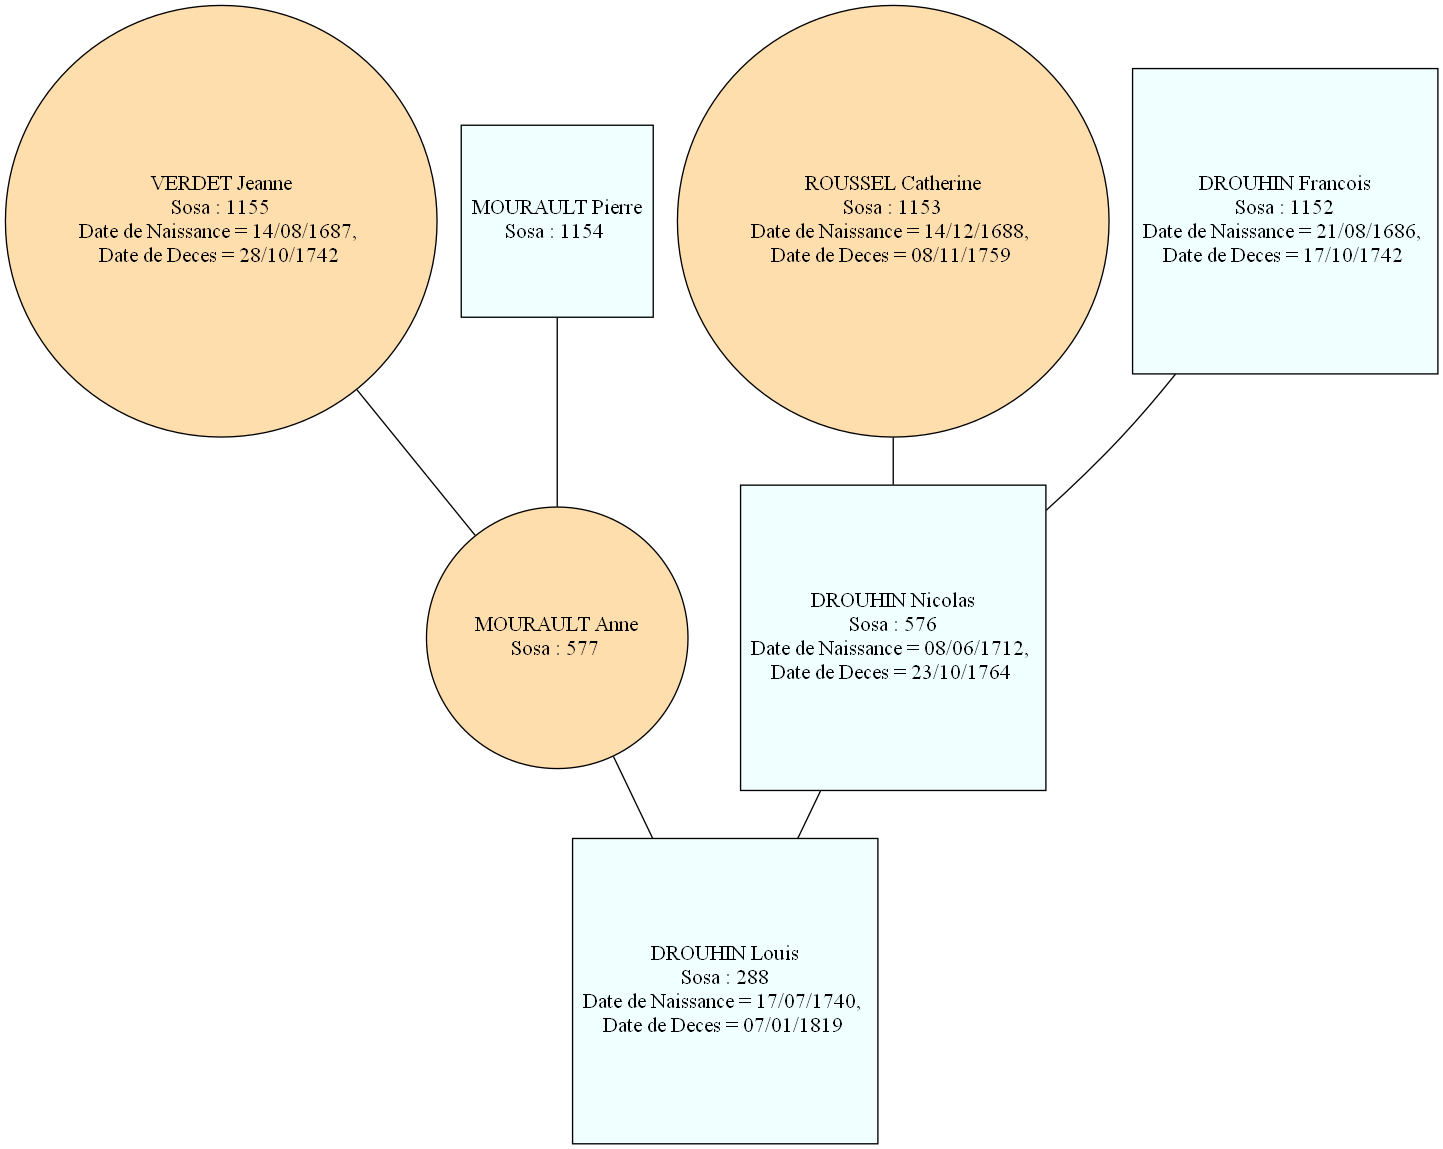 VERDET Jeanne
Sosa : 1155
Date de Naissance = 14/08/1687,
Date de Deces = 28/10/1742
MOURAULT Pierre
Sosa : 1154
ROUSSEL Catherine
Sosa : 1153
Date de Naissance = 14/12/1688,
Date de Deces = 08/11/1759
DROUHIN Francois
Sosa : 1152
Date de Naissance = 21/08/1686,
Date de Deces = 17/10/1742
MOURAULT Anne
Sosa : 577
DROUHIN Nicolas
Sosa : 576
Date de Naissance = 08/06/1712,
Date de Deces = 23/10/1764
DROUHIN Louis
Sosa : 288
Date de Naissance = 17/07/1740,
Date de Deces = 07/01/1819